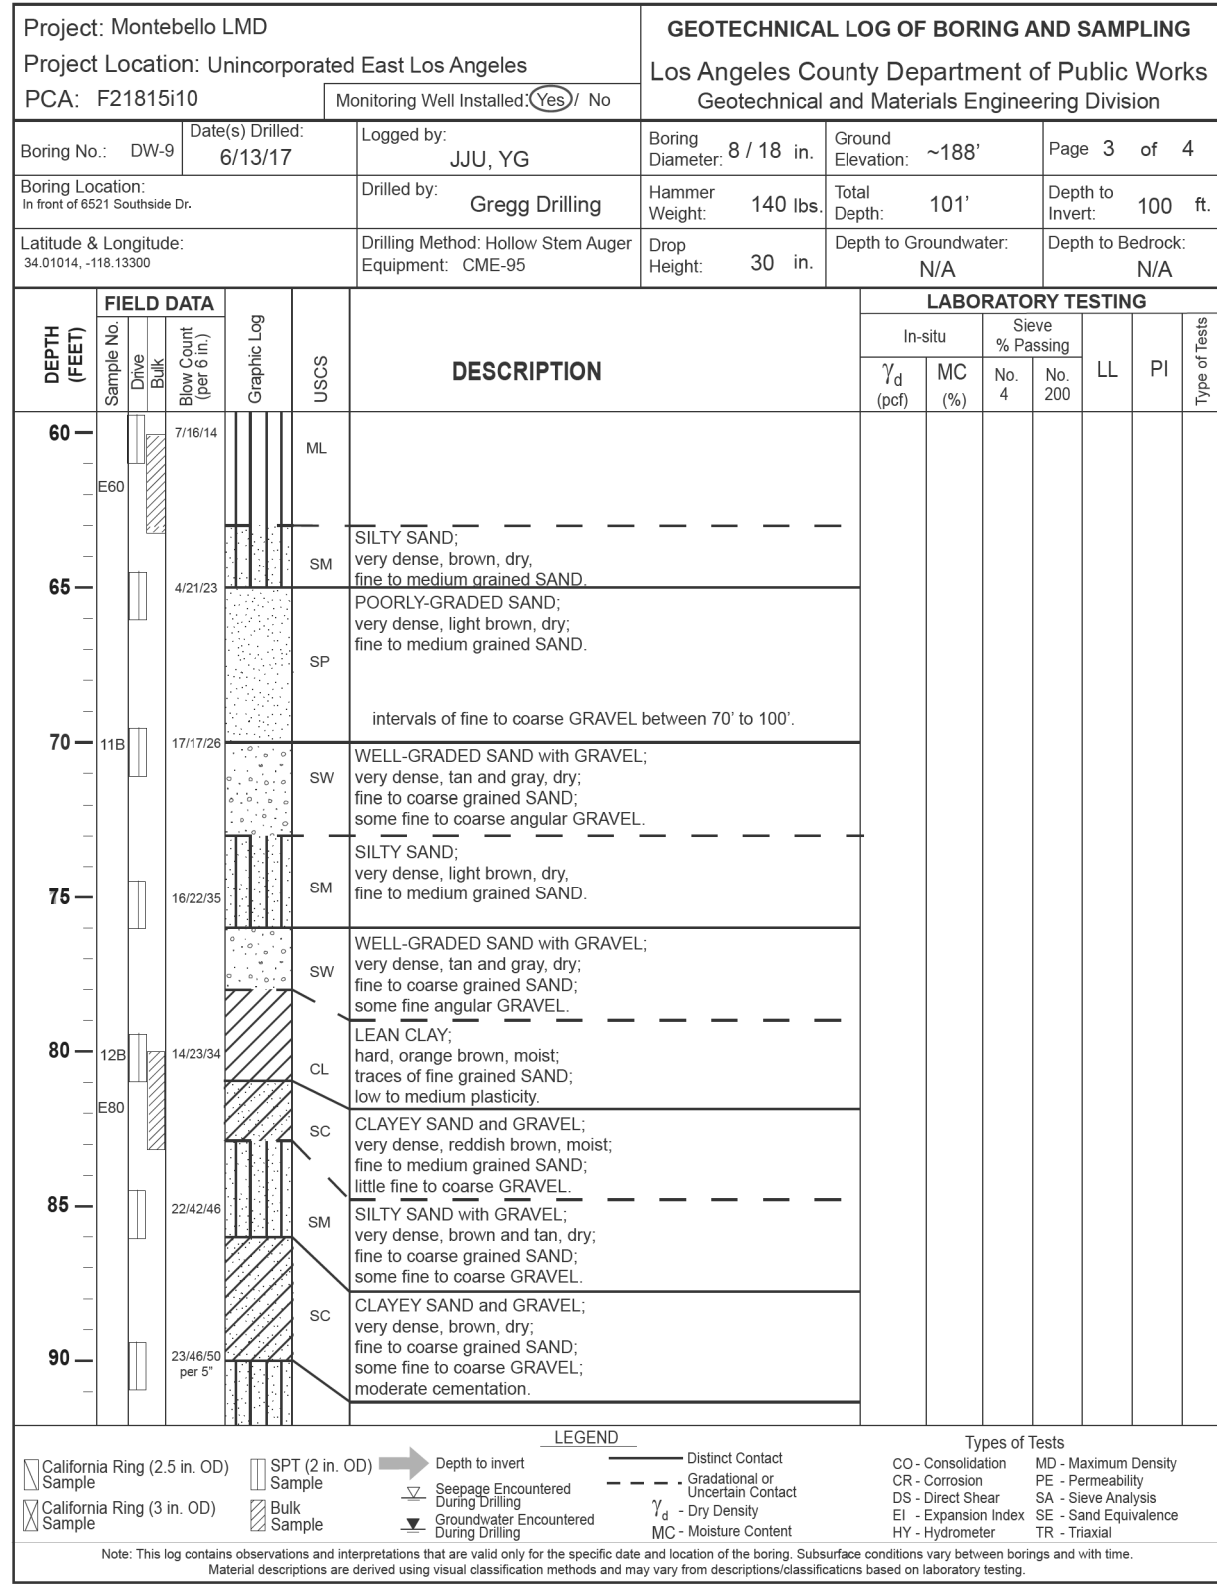 Project: Montebello LMD
Project Location: Unincorporated East Los Angeles
PCA: F21815i10
Monitoring Well Installed: Yes / No
GEOTECHNICAL LOG OF BORING AND SAMPLING
Los Angeles County Department of Public Works
Geotechnical and Materials Engineering Division
Boring No.: DW-9
Date(s) Drilled:
6/13/17
Logged by:
JJU, YG
Boring
Diameter: 8 / 18 in.
Ground
Elevation: ~188'
Page 3 of 4
Boring Location:
In front of 6521 Southside Dr.
Drilled by:
Gregg Drilling
Hammer
Weight: 140 lbs.
Total
Depth: 101'
Depth to
Invert: 100 ft.
Latitude & Longitude:
34.01014, -118.13300
Drilling Method: Hollow Stem Auger
Equipment: CME-95
Drop
Height: 30 in.
Depth to Groundwater:
N/A
Depth to Bedrock:
N/A
DEPTH
(FEET)
FIELD DATA
Sample No.
Drive
Bulk
Blow Count
(per 6 in.)
Graphic Log
USCS
DESCRIPTION
LABORATORY TESTING
In-situ
γd
(pcf)
MC
(%)
Sieve
% Passing
No.
4
No.
200
LL
PI
Type of Tests
60
7/16/14
ML
E60
SILTY SAND;
very dense, brown, dry,
fine to medium grained SAND.
SM
65
4/21/23
POORLY-GRADED SAND;
very dense, light brown, dry;
fine to medium grained SAND.
SP
intervals of fine to coarse GRAVEL between 70' to 100'.
70
11B
17/17/26
WELL-GRADED SAND with GRAVEL;
very dense, tan and gray, dry;
fine to coarse grained SAND;
some fine to coarse angular GRAVEL.
SW
SILTY SAND;
very dense, light brown, dry,
fine to medium grained SAND.
SM
75
16/22/35
WELL-GRADED SAND with GRAVEL;
very dense, tan and gray, dry;
fine to coarse grained SAND;
some fine angular GRAVEL.
SW
80
12B
14/23/34
LEAN CLAY;
hard, orange brown, moist;
traces of fine grained SAND;
low to medium plasticity.
CL
E80
CLAYEY SAND and GRAVEL;
very dense, reddish brown, moist;
fine to medium grained SAND;
little fine to coarse GRAVEL.
SC
85
22/42/46
SILTY SAND with GRAVEL;
very dense, brown and tan, dry;
fine to coarse grained SAND;
some fine to coarse GRAVEL.
SM
CLAYEY SAND and GRAVEL;
very dense, brown, dry;
fine to coarse grained SAND;
some fine to coarse GRAVEL;
moderate cementation.
SC
90
23/46/50
per 5"
LEGEND
California Ring (2.5 in. OD)
Sample
California Ring (3 in. OD)
Sample
SPT (2 in. OD)
Sample
Bulk
Sample
Depth to invert
Seepage Encountered
During Drilling
Groundwater Encountered
During Drilling
Distinct Contact
Gradational or
Uncertain Contact
γd - Dry Density
MC - Moisture Content
Types of Tests
CO - Consolidation
CR - Corrosion
DS - Direct Shear
EI - Expansion Index
HY - Hydrometer
MD - Maximum Density
PE - Permeability
SA - Sieve Analysis
SE - Sand Equivalence
TR - Triaxial
Note: This log contains observations and interpretations that are valid only for the specific date and location of the boring. Subsurface conditions vary between borings and with time.
Material descriptions are derived using visual classification methods and may vary from descriptions/classifications based on laboratory testing.